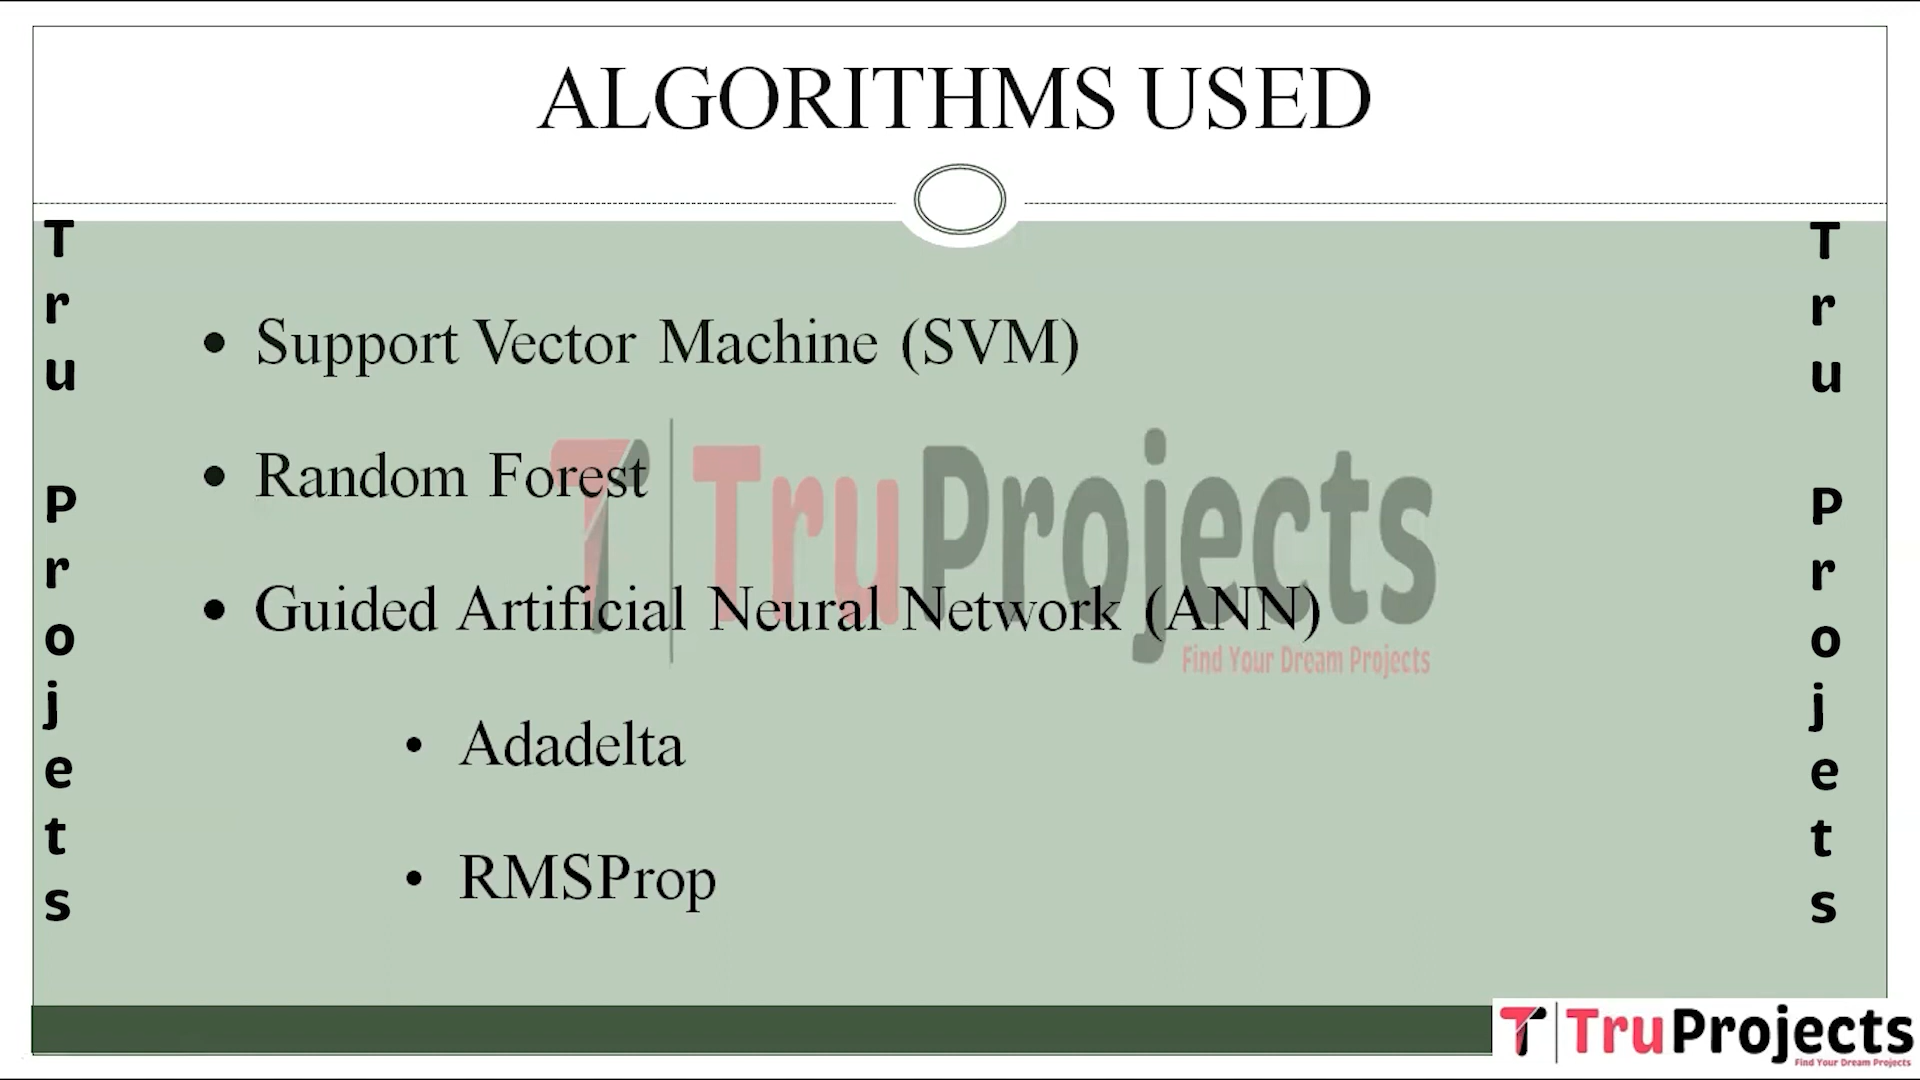 ALGORITHMS USED
• Support Vector Machine (SVM)
• Random Forest
• Guided Artificial Neural Network (ANN)
• Adadelta
• RMSProp
Tru Projets
Tru Projets
TruProjects
Find Your Dream Projects
TruProjects
Find Your Dream Projects